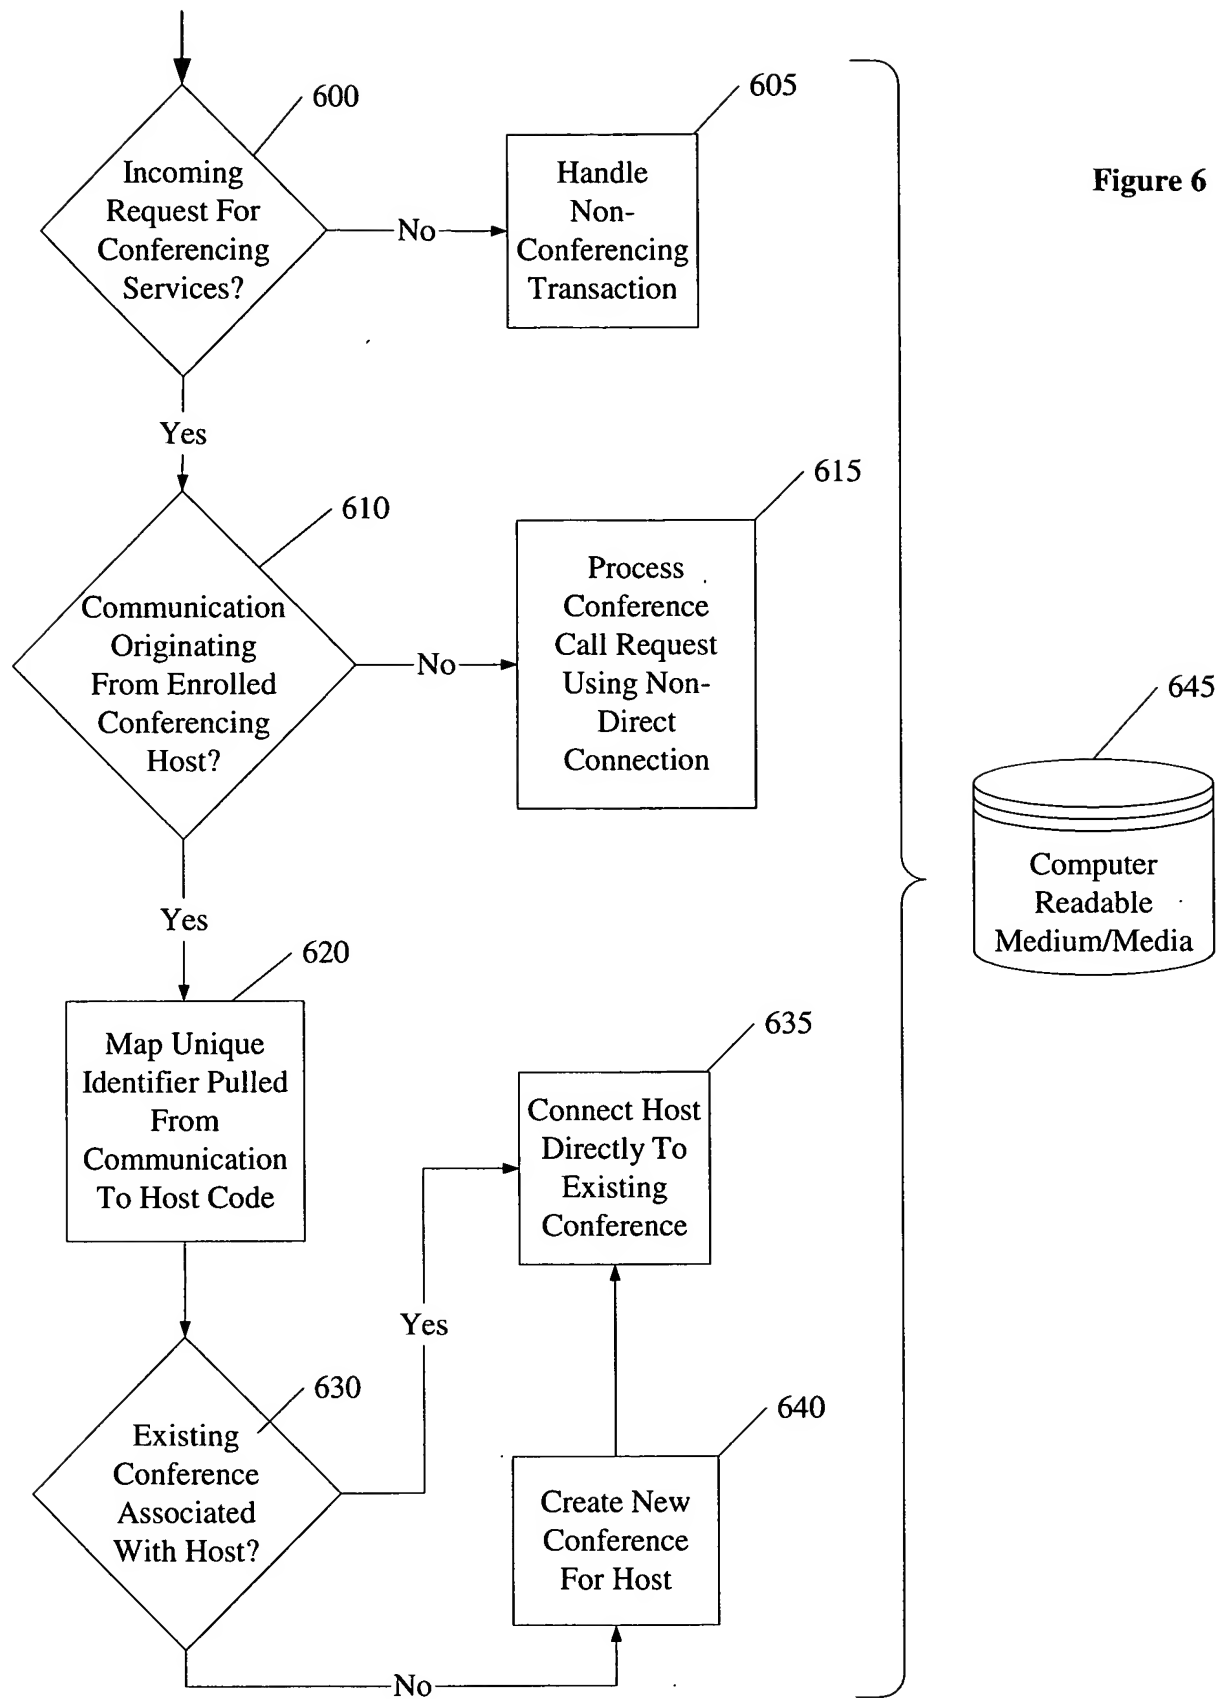 600
605
Figure 6
Incoming
Request For
Conferencing
Services?
No
Handle
Non-
Conferencing
Transaction
Yes
610
615
Communication
Originating
From Enrolled
Conferencing
Host?
No
Process
Conference
Call Request
Using Non-
Direct
Connection
645
Computer
Readable
Medium/Media
Yes
620
Map Unique
Identifier Pulled
From
Communication
To Host Code
635
Connect Host
Directly To
Existing
Conference
Yes
630
Existing
Conference
Associated
With Host?
640
Create New
Conference
For Host
No